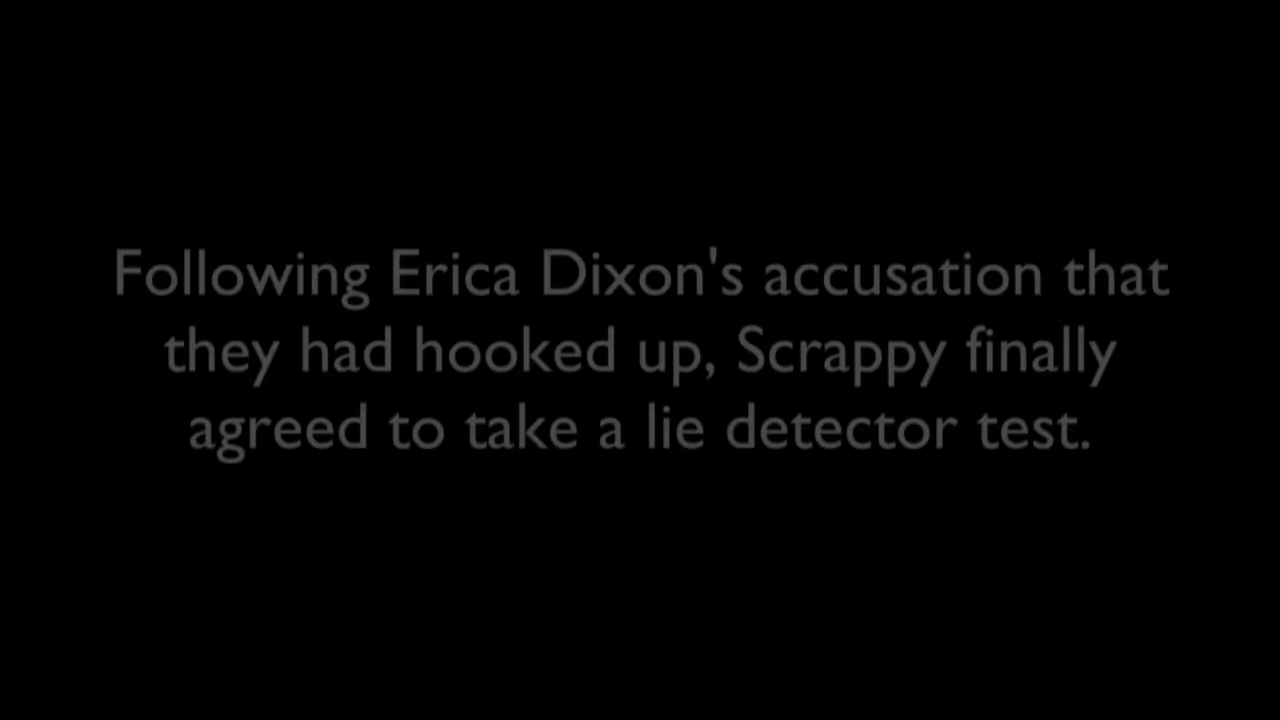 Following Erica Dixon's accusation that
they had hooked up, Scrappy finally
agreed to take a lie detector test.